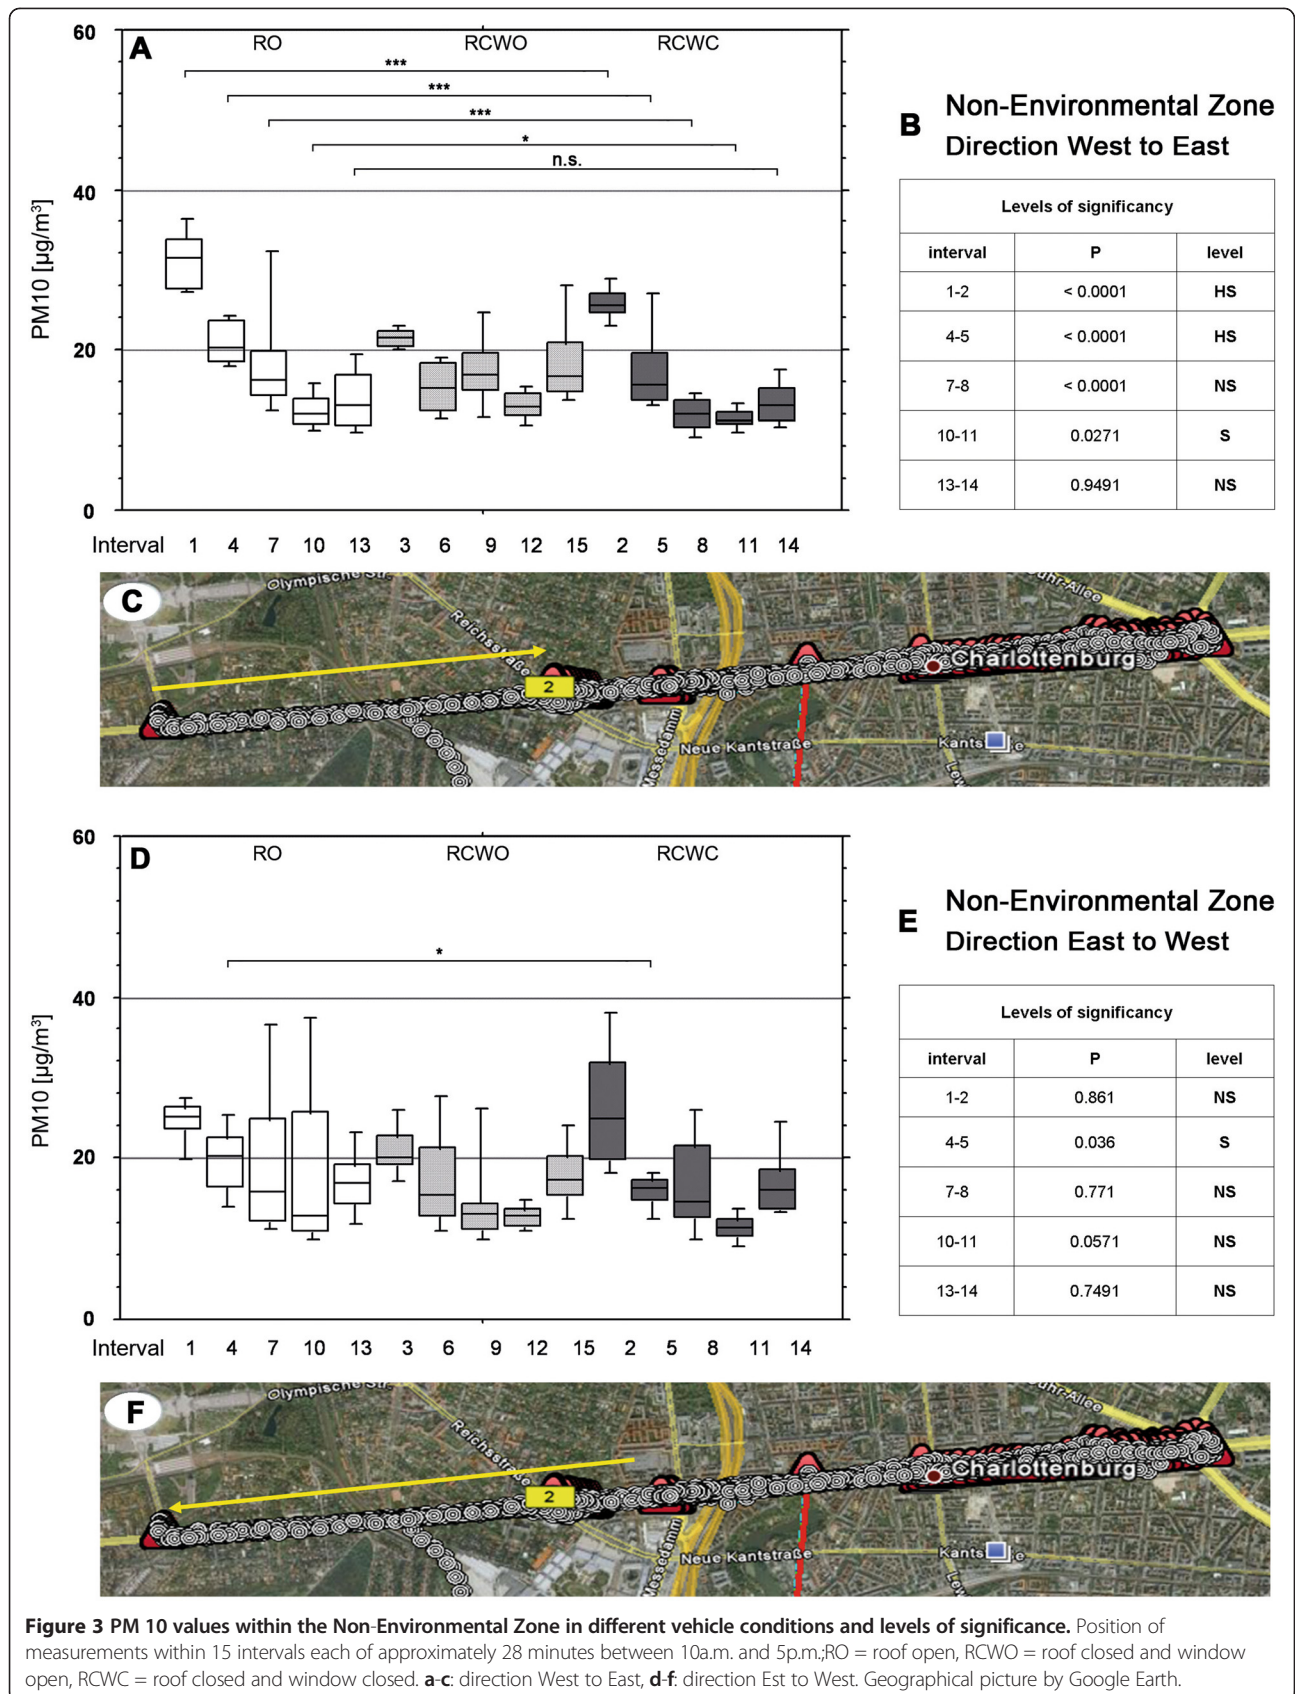 60
A
RO
RCWO
RCWC
***
***
***
*
n.s.
40
PM10 [µg/m³]
20
0
Interval 1 4 7 10 13 3 6 9 12 15 2 5 8 11 14
B
Non-Environmental Zone
Direction West to East
Levels of significancy
interval P level
1-2 < 0.0001 HS
4-5 < 0.0001 HS
7-8 < 0.0001 NS
10-11 0.0271 S
13-14 0.9491 NS
C
Olympische Str.
Reichsstraße
2
Messedamm
Neue Kantstraße
Charlottenburg
60
D
RO
RCWO
RCWC
*
40
PM10 [µg/m³]
20
0
Interval 1 4 7 10 13 3 6 9 12 15 2 5 8 11 14
E
Non-Environmental Zone
Direction East to West
Levels of significancy
interval P level
1-2 0.861 NS
4-5 0.036 S
7-8 0.771 NS
10-11 0.0571 NS
13-14 0.7491 NS
F
Olympische Str.
Reichsstraße
2
Messedamm
Neue Kantstraße
Charlottenburg
Figure 3 PM 10 values within the Non-Environmental Zone in different vehicle conditions and levels of significance. Position of
measurements within 15 intervals each of approximately 28 minutes between 10a.m. and 5p.m.;RO = roof open, RCWO = roof closed and window
open, RCWC = roof closed and window closed. a-c: direction West to East, d-f: direction Est to West. Geographical picture by Google Earth.